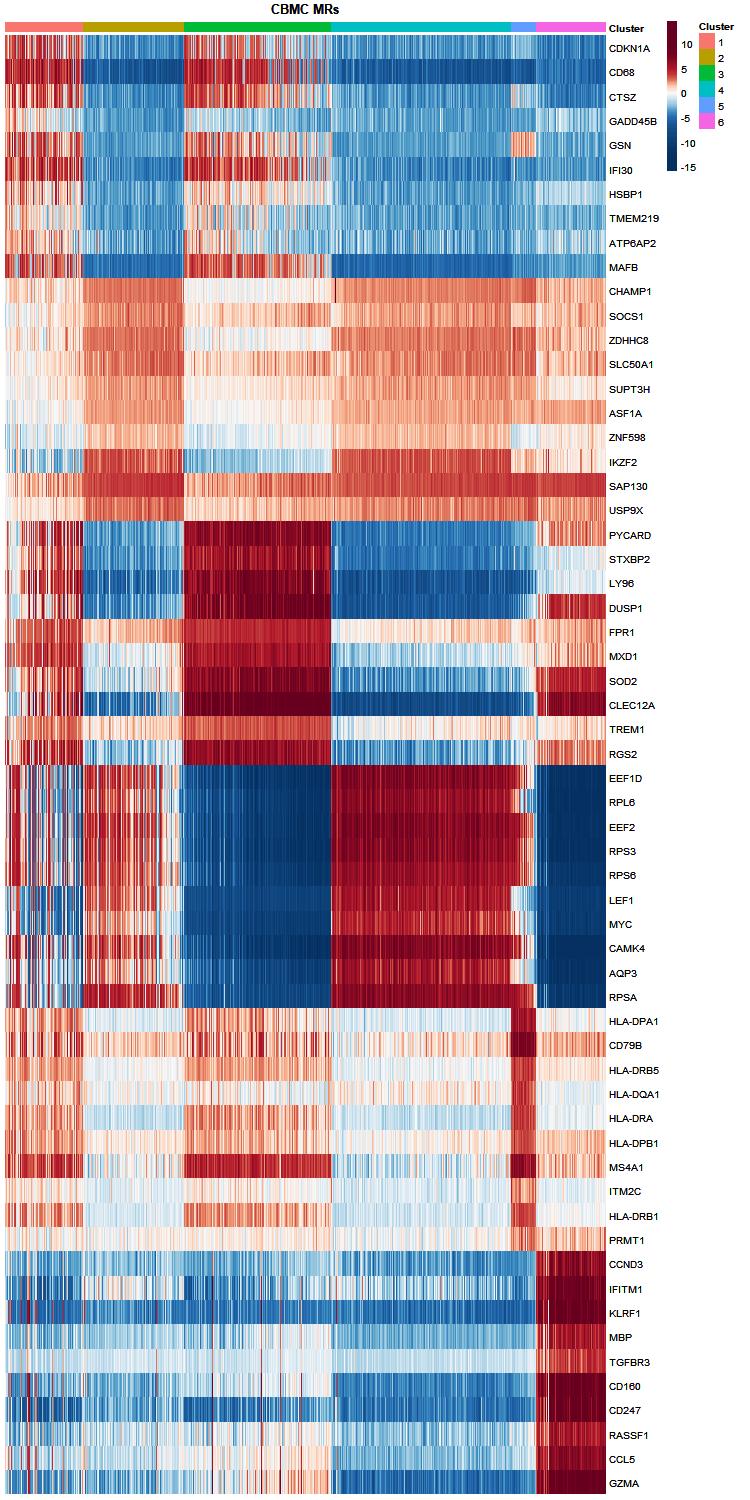 CBMC MRs
Cluster
CDKN1A
CD68
CTSZ
GADD45B
GSN
IFI30
HSBP1
TMEM219
ATP6AP2
MAFB
CHAMP1
SOCS1
ZDHHC8
SLC50A1
SUPT3H
ASF1A
ZNF598
IKZF2
SAP130
USP9X
PYCARD
STXBP2
LY96
DUSP1
FPR1
MXD1
SOD2
CLEC12A
TREM1
RGS2
EEF1D
RPL6
EEF2
RPS3
RPS6
LEF1
MYC
CAMK4
AQP3
RPSA
HLA-DPA1
CD79B
HLA-DRB5
HLA-DQA1
HLA-DRA
HLA-DPB1
MS4A1
ITM2C
HLA-DRB1
PRMT1
CCND3
IFITM1
KLRF1
MBP
TGFBR3
CD160
CD247
RASSF1
CCL5
GZMA
10
5
0
-5
-10
-15
Cluster
1
2
3
4
5
6